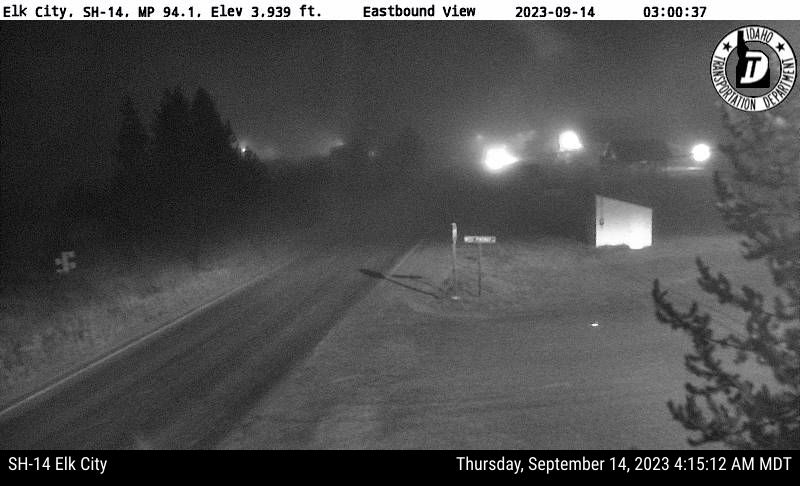 Elk City, SH-14, MP 94.1, Elev 3,939 ft. Eastbound View 2023-09-14 03:00:37
IDAHO
TRANSPORTATION DEPARTMENT
SH-14 Elk City Thursday, September 14, 2023 4:15:12 AM MDT